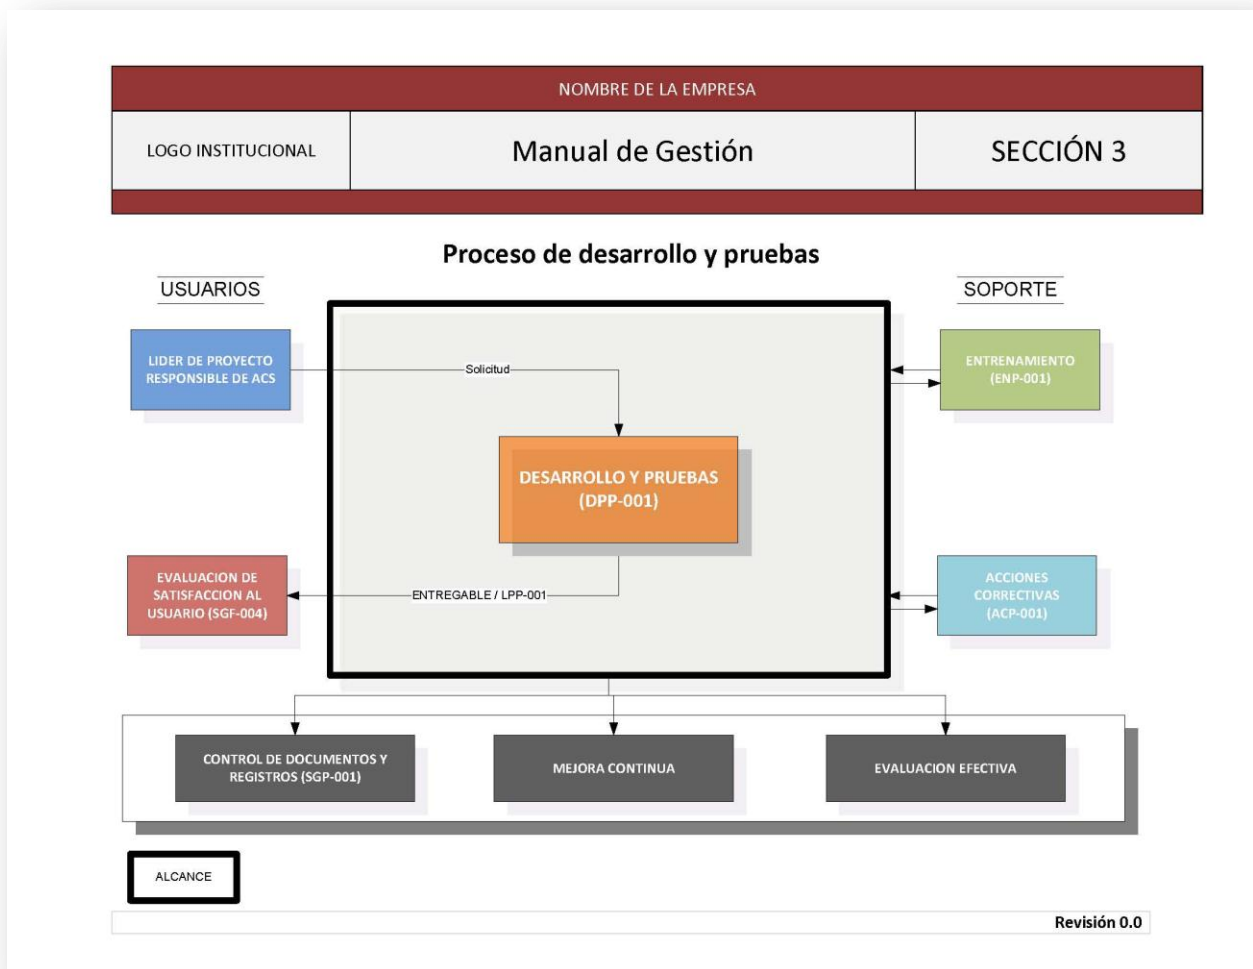 NOMBRE DE LA EMPRESA
LOGO INSTITUCIONAL
Manual de Gestión
SECCIÓN 3
Proceso de desarrollo y pruebas
USUARIOS
SOPORTE
LIDER DE PROYECTO
RESPONSIBLE DE ACS
Solicitud
ENTRENAMIENTO
(ENP-001)
DESARROLLO Y PRUEBAS
(DPP-001)
EVALUACION DE
SATISFACCION AL
USUARIO (SGF-004)
ENTREGABLE / LPP-001
ACCIONES
CORRECTIVAS
(ACP-001)
CONTROL DE DOCUMENTOS Y
REGISTROS (SGP-001)
MEJORA CONTINUA
EVALUACION EFECTIVA
ALCANCE
Revisión 0.0